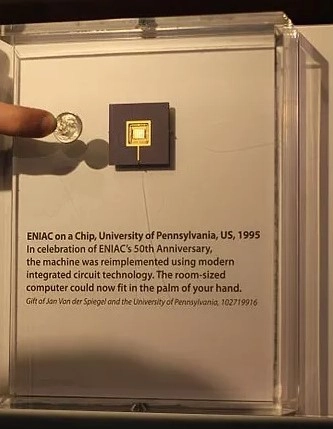 ENIAC on a Chip, University of Pennsylvania, US, 1995
In celebration of ENIAC's 50th Anniversary,
the machine was reimplemented using modern
integrated circuit technology. The room-sized
computer could now fit in the palm of your hand.
Gift of Jan Van der Spiegel and the University of Pennsylvania, 102719916